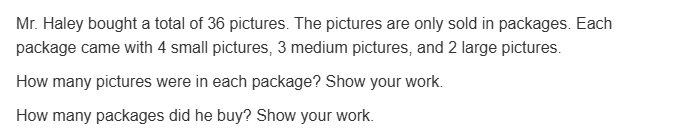 Mr. Haley bought a total of 36 pictures. The pictures are only sold in packages. Each
package came with 4 small pictures, 3 medium pictures, and 2 large pictures.
How many pictures were in each package? Show your work.
How many packages did he buy? Show your work.